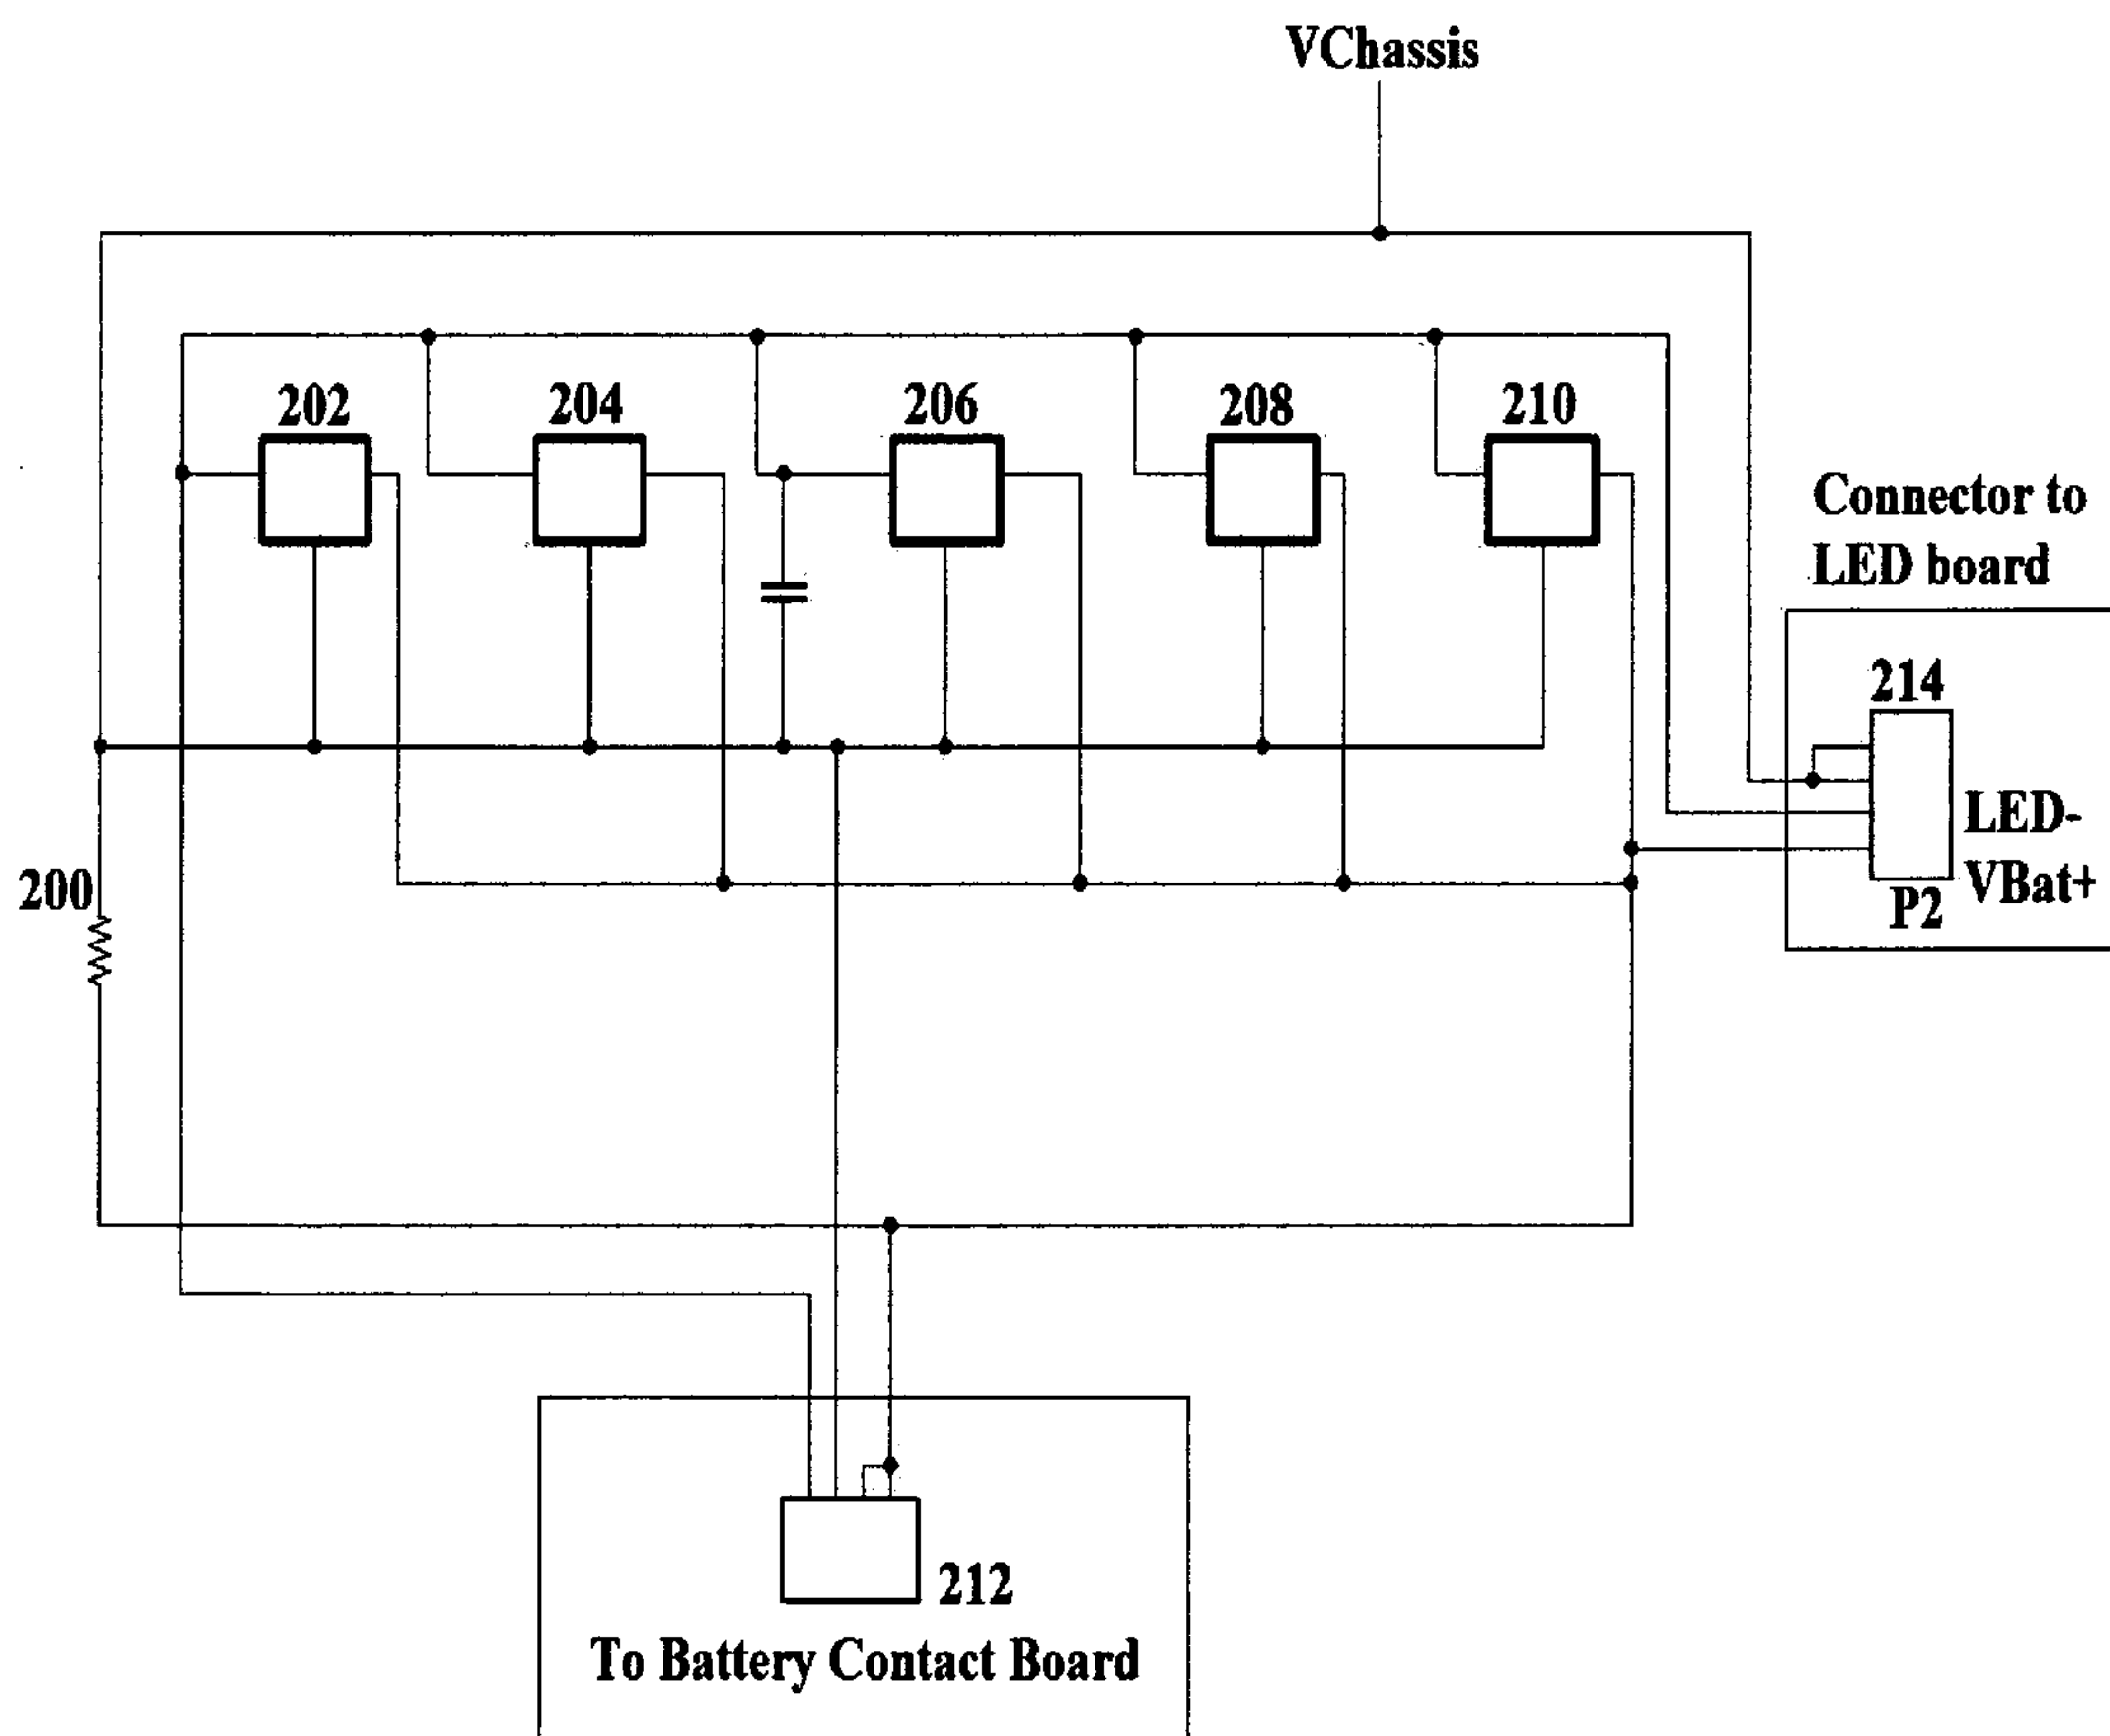 VChassis
202
204
206
208
210
Connector to
LED board
214
LED-
VBat+
P2
200
212
To Battery Contact Board